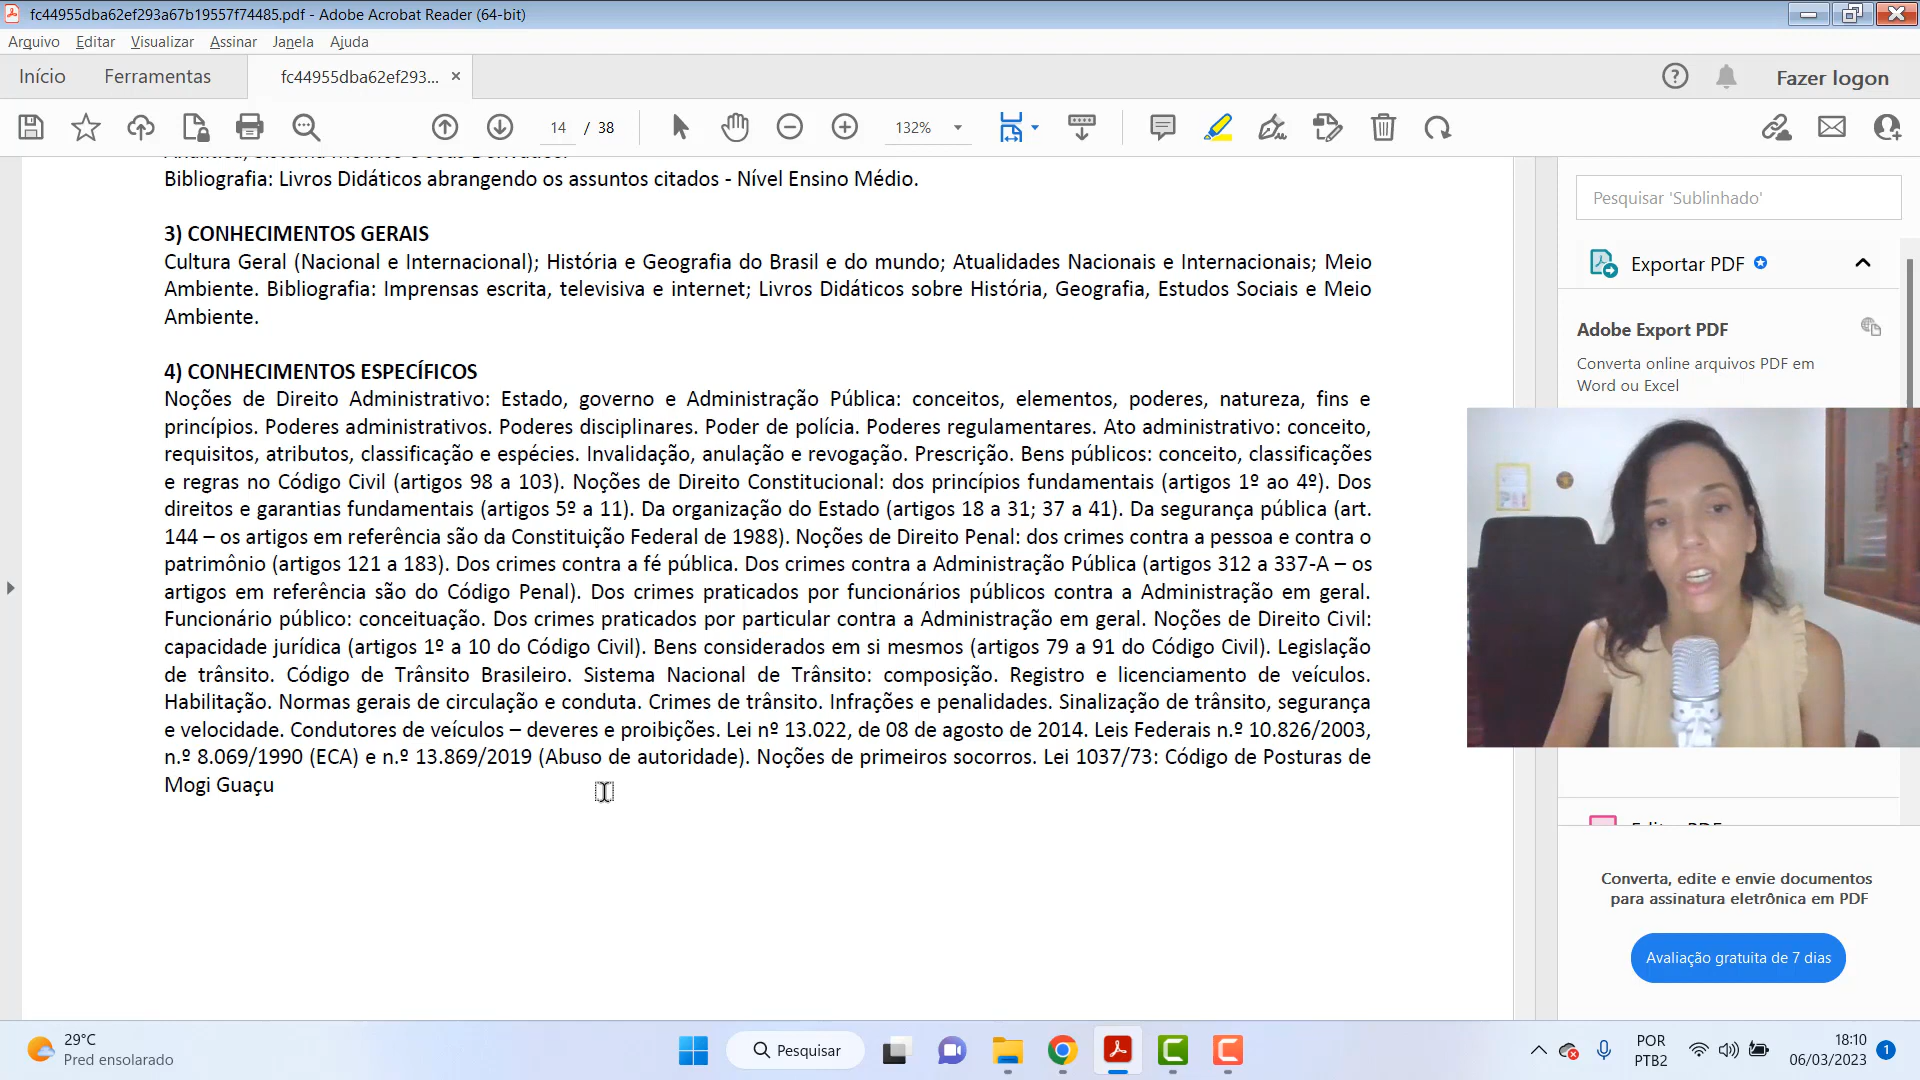 fc44955dba62ef293a67b19557f74485.pdf - Adobe Acrobat Reader (64-bit)
Arquivo Editar Visualizar Assinar Janela Ajuda
Início Ferramentas fc44955dba62ef293... × Fazer logon
14 / 38 132%
Bibliografia: Livros Didáticos abrangendo os assuntos citados - Nível Ensino Médio.
3) CONHECIMENTOS GERAIS
Cultura Geral (Nacional e Internacional); História e Geografia do Brasil e do mundo; Atualidades Nacionais e Internacionais; Meio
Ambiente. Bibliografia: Imprensas escrita, televisiva e internet; Livros Didáticos sobre História, Geografia, Estudos Sociais e Meio
Ambiente.
4) CONHECIMENTOS ESPECÍFICOS
Noções de Direito Administrativo: Estado, governo e Administração Pública: conceitos, elementos, poderes, natureza, fins e
princípios. Poderes administrativos. Poderes disciplinares. Poder de polícia. Poderes regulamentares. Ato administrativo: conceito,
requisitos, atributos, classificação e espécies. Invalidação, anulação e revogação. Prescrição. Bens públicos: conceito, classificações
e regras no Código Civil (artigos 98 a 103). Noções de Direito Constitucional: dos princípios fundamentais (artigos 1º ao 4º). Dos
direitos e garantias fundamentais (artigos 5º a 11). Da organização do Estado (artigos 18 a 31; 37 a 41). Da segurança pública (art.
144 – os artigos em referência são da Constituição Federal de 1988). Noções de Direito Penal: dos crimes contra a pessoa e contra o
patrimônio (artigos 121 a 183). Dos crimes contra a fé pública. Dos crimes contra a Administração Pública (artigos 312 a 337-A – os
artigos em referência são do Código Penal). Dos crimes praticados por funcionários públicos contra a Administração em geral.
Funcionário público: conceituação. Dos crimes praticados por particular contra a Administração em geral. Noções de Direito Civil:
capacidade jurídica (artigos 1º a 10 do Código Civil). Bens considerados em si mesmos (artigos 79 a 91 do Código Civil). Legislação
de trânsito. Código de Trânsito Brasileiro. Sistema Nacional de Trânsito: composição. Registro e licenciamento de veículos.
Habilitação. Normas gerais de circulação e conduta. Crimes de trânsito. Infrações e penalidades. Sinalização de trânsito, segurança
e velocidade. Condutores de veículos – deveres e proibições. Lei nº 13.022, de 08 de agosto de 2014. Leis Federais n.º 10.826/2003,
n.º 8.069/1990 (ECA) e n.º 13.869/2019 (Abuso de autoridade). Noções de primeiros socorros. Lei 1037/73: Código de Posturas de
Mogi Guaçu
Pesquisar 'Sublinhado'
Exportar PDF
Adobe Export PDF
Converta online arquivos PDF em
Word ou Excel
Converta, edite e envie documentos
para assinatura eletrônica em PDF
Avaliação gratuita de 7 dias
29°C
Pred ensolarado
Pesquisar
POR
PTB2
18:10
06/03/2023
1